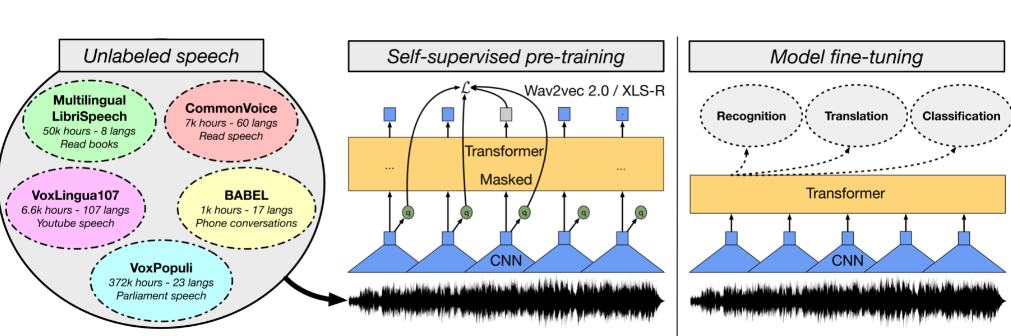 Unlabeled speech
Multilingual
LibriSpeech
50k hours - 8 langs
Read books
CommonVoice
7k hours - 60 langs
Read speech
VoxLingua107
6.6k hours - 107 langs
Youtube speech
BABEL
1k hours - 17 langs
Phone conversations
VoxPopuli
372k hours - 23 langs
Parliament speech
Self-supervised pre-training
ℒ
Wav2vec 2.0 / XLS-R
Transformer
... ...
Masked
q q q q q
CNN
Model fine-tuning
Recognition
Translation
Classification
Transformer
CNN